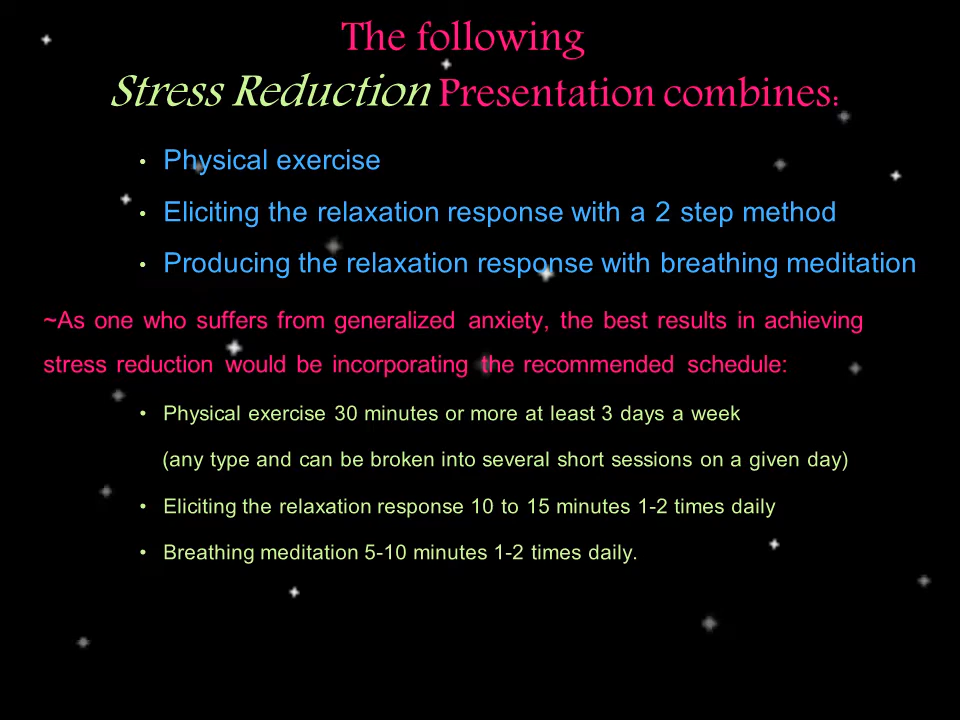 The following
Stress Reduction Presentation combines:
• Physical exercise
• Eliciting the relaxation response with a 2 step method
• Producing the relaxation response with breathing meditation
~As one who suffers from generalized anxiety, the best results in achieving
stress reduction would be incorporating the recommended schedule:
• Physical exercise 30 minutes or more at least 3 days a week
(any type and can be broken into several short sessions on a given day)
• Eliciting the relaxation response 10 to 15 minutes 1-2 times daily
• Breathing meditation 5-10 minutes 1-2 times daily.